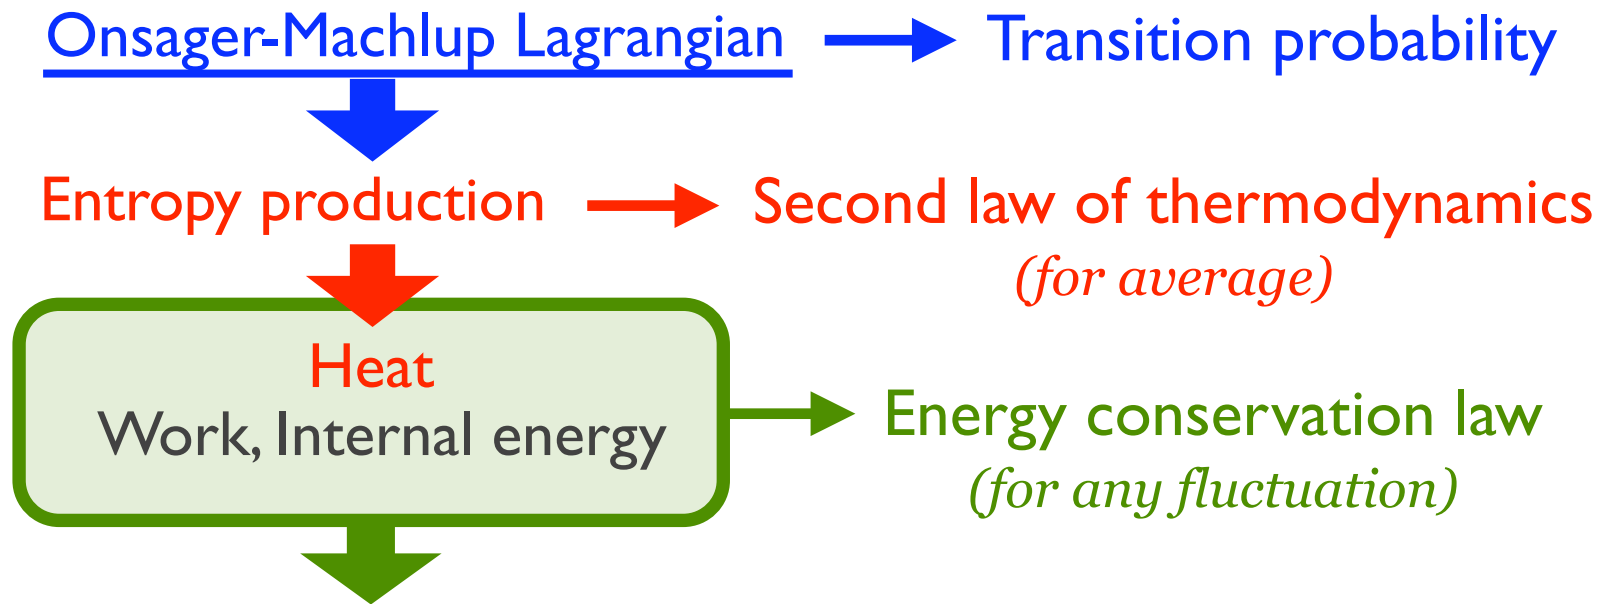 Onsager-Machlup Lagrangian Transition probability
Entropy production Second law of thermodynamics
(for average)
Heat
Work, Internal energy Energy conservation law
(for any fluctuation)